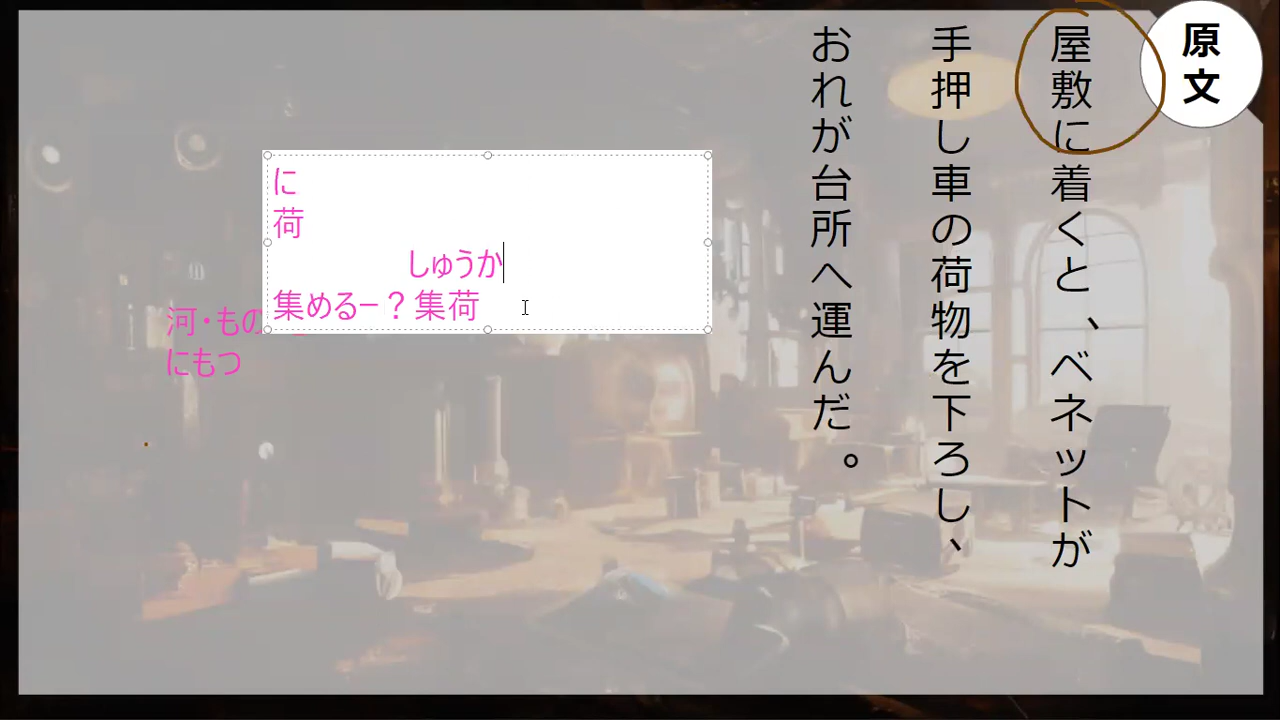 原文
屋敷に着くと、ベネットが
手押し車の荷物を下ろし、
おれが台所へ運んだ。
に
荷
しゅうか
集めるー？集荷
河・もの
にもつ